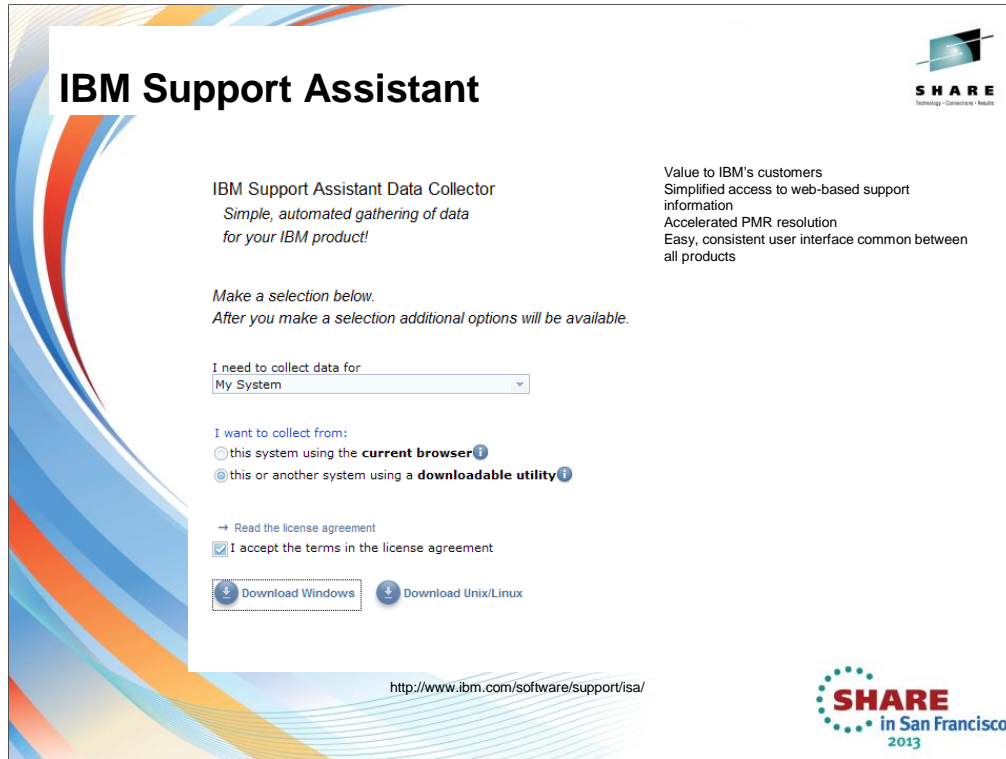 IBM Support Assistant
SHARE
Technology · Connections · Results
IBM Support Assistant Data Collector
Simple, automated gathering of data
for your IBM product!
Value to IBM's customers
Simplified access to web-based support
information
Accelerated PMR resolution
Easy, consistent user interface common between
all products
Make a selection below.
After you make a selection additional options will be available.
I need to collect data for
My System
I want to collect from:
this system using the current browser
this or another system using a downloadable utility
→ Read the license agreement
I accept the terms in the license agreement
Download Windows
Download Unix/Linux
http://www.ibm.com/software/support/isa/
SHARE
in San Francisco
2013